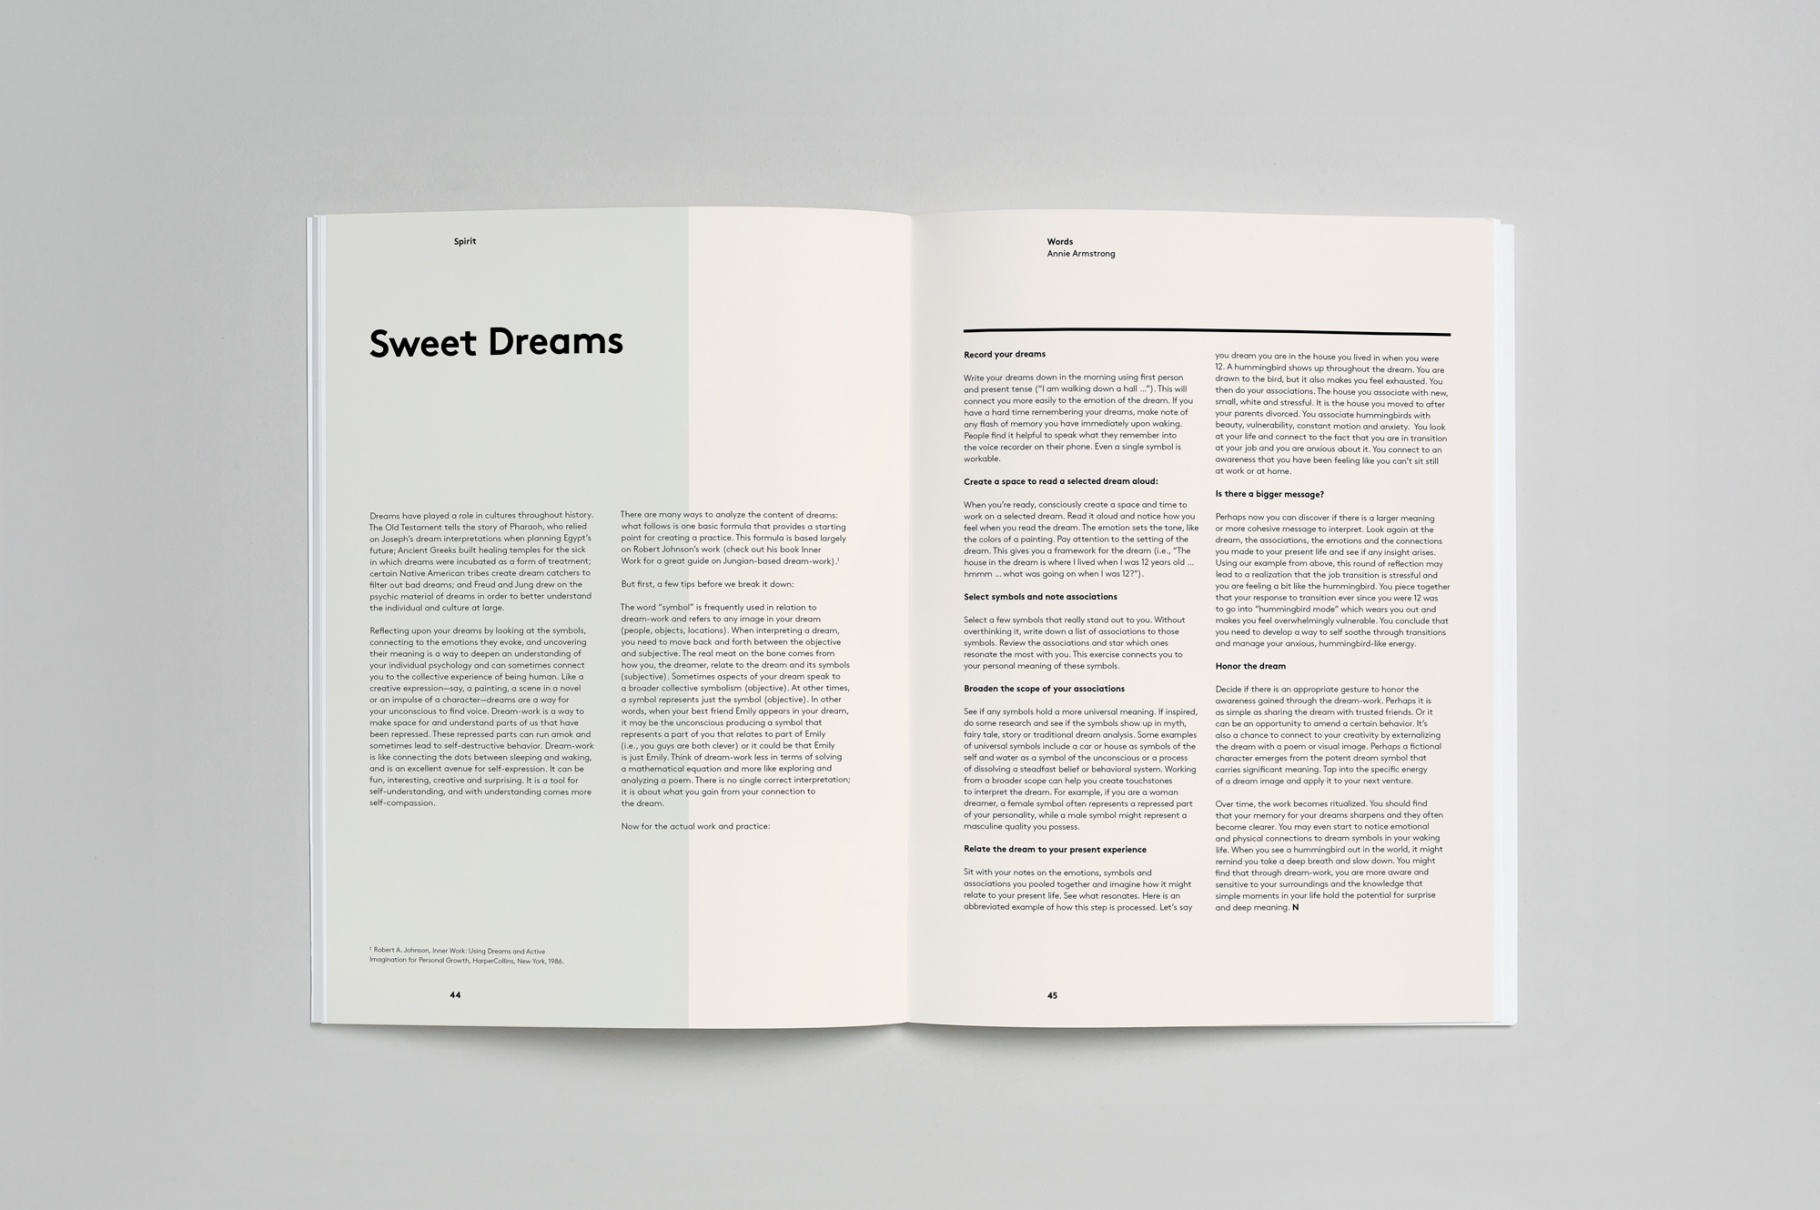 Spirit
Sweet Dreams
Dreams have played a role in cultures throughout history.
The Old Testament tells the story of Pharaoh, who relied
on Joseph's dream interpretations when planning Egypt's
future; Ancient Greeks built healing temples for the sick
in which dreams were incubated as a form of treatment;
certain Native American tribes create dream catchers to
filter out bad dreams; and Freud and Jung drew on the
psychic material of dreams in order to better understand
the individual and culture at large.
Reflecting upon your dreams by looking at the symbols,
connecting to the emotions they evoke, and uncovering
their meaning is a way to deepen an understanding of
your individual psychology and can sometimes connect
you to the collective experience of being human. Like a
creative expression—say, a painting, a scene in a novel
or an impulse of a character—dreams are a way for
your unconscious to find voice. Dream-work is a way to
make space for and understand parts of us that have
been repressed. These repressed parts can run amok and
sometimes lead to self-destructive behavior. Dream-work
is like connecting the dots between sleeping and waking,
and is an excellent avenue for self-expression. It can be
fun, interesting, creative and surprising. It is a tool for
self-understanding, and with understanding comes more
self-compassion.
There are many ways to analyze the content of dreams:
what follows is one basic formula that provides a starting
point for creating a practice. This formula is based largely
on Robert Johnson's work (check out his book Inner
Work for a great guide on Jungian-based dream-work).¹
But first, a few tips before we break it down:
The word "symbol" is frequently used in relation to
dream-work and refers to any image in your dream
(people, objects, locations). When interpreting a dream,
you need to move back and forth between the objective
and subjective. The real meat on the bone comes from
how you, the dreamer, relate to the dream and its symbols
(subjective). Sometimes aspects of your dream speak to
a broader collective symbolism (objective). At other times,
a symbol represents just the symbol (objective). In other
words, when your best friend Emily appears in your dream,
it may be the unconscious producing a symbol that
represents a part of you that relates to part of Emily
(i.e., you guys are both clever) or it could be that Emily
is just Emily. Think of dream-work less in terms of solving
a mathematical equation and more like exploring and
analyzing a poem. There is no single correct interpretation;
it is about what you gain from your connection to
the dream.
Now for the actual work and practice:
¹ Robert A. Johnson, Inner Work: Using Dreams and Active
Imagination for Personal Growth, HarperCollins, New York, 1986.
44
Words
Annie Armstrong
Record your dreams
Write your dreams down in the morning using first person
and present tense ("I am walking down a hall ..."). This will
connect you more easily to the emotion of the dream. If you
have a hard time remembering your dreams, make note of
any flash of memory you have immediately upon waking.
People find it helpful to speak what they remember into
the voice recorder on their phone. Even a single symbol is
workable.
Create a space to read a selected dream aloud:
When you're ready, consciously create a space and time to
work on a selected dream. Read it aloud and notice how you
feel when you read the dream. The emotion sets the tone, like
the colors of a painting. Pay attention to the setting of the
dream. This gives you a framework for the dream (i.e., "The
house in the dream is where I lived when I was 12 years old ...
hmmm ... what was going on when I was 12?").
Select symbols and note associations
Select a few symbols that really stand out to you. Without
overthinking it, write down a list of associations to those
symbols. Review the associations and star which ones
resonate the most with you. This exercise connects you to
your personal meaning of these symbols.
Broaden the scope of your associations
See if any symbols hold a more universal meaning. If inspired,
do some research and see if the symbols show up in myth,
fairy tale, story or traditional dream analysis. Some examples
of universal symbols include a car or house as symbols of the
self and water as a symbol of the unconscious or a process
of dissolving a steadfast belief or behavioral system. Working
from a broader scope can help you create touchstones
to interpret the dream. For example, if you are a woman
dreamer, a female symbol often represents a repressed part
of your personality, while a male symbol might represent a
masculine quality you possess.
Relate the dream to your present experience
Sit with your notes on the emotions, symbols and
associations you pooled together and imagine how it might
relate to your present life. See what resonates. Here is an
abbreviated example of how this step is processed. Let's say
you dream you are in the house you lived in when you were
12. A hummingbird shows up throughout the dream. You are
drawn to the bird, but it also makes you feel exhausted. You
then do your associations. The house you associate with new,
small, white and stressful. It is the house you moved to after
your parents divorced. You associate hummingbirds with
beauty, vulnerability, constant motion and anxiety. You look
at your life and connect to the fact that you are in transition
at your job and you are anxious about it. You connect to an
awareness that you have been feeling like you can't sit still
at work or at home.
Is there a bigger message?
Perhaps now you can discover if there is a larger meaning
or more cohesive message to interpret. Look again at the
dream, the associations, the emotions and the connections
you made to your present life and see if any insight arises.
Using our example from above, this round of reflection may
lead to a realization that the job transition is stressful and
you are feeling a bit like the hummingbird. You piece together
that your response to transition ever since you were 12 was
to go into "hummingbird mode" which wears you out and
makes you feel overwhelmingly vulnerable. You conclude that
you need to develop a way to self soothe through transitions
and manage your anxious, hummingbird-like energy.
Honor the dream
Decide if there is an appropriate gesture to honor the
awareness gained through the dream-work. Perhaps it is
as simple as sharing the dream with trusted friends. Or it
can be an opportunity to amend a certain behavior. It's
also a chance to connect to your creativity by externalizing
the dream with a poem or visual image. Perhaps a fictional
character emerges from the potent dream symbol that
carries significant meaning. Tap into the specific energy
of a dream image and apply it to your next venture.
Over time, the work becomes ritualized. You should find
that your memory for your dreams sharpens and they often
become clearer. You may even start to notice emotional
and physical connections to dream symbols in your waking
life. When you see a hummingbird out in the world, it might
remind you take a deep breath and slow down. You might
find that through dream-work, you are more aware and
sensitive to your surroundings and the knowledge that
simple moments in your life hold the potential for surprise
and deep meaning. N
45